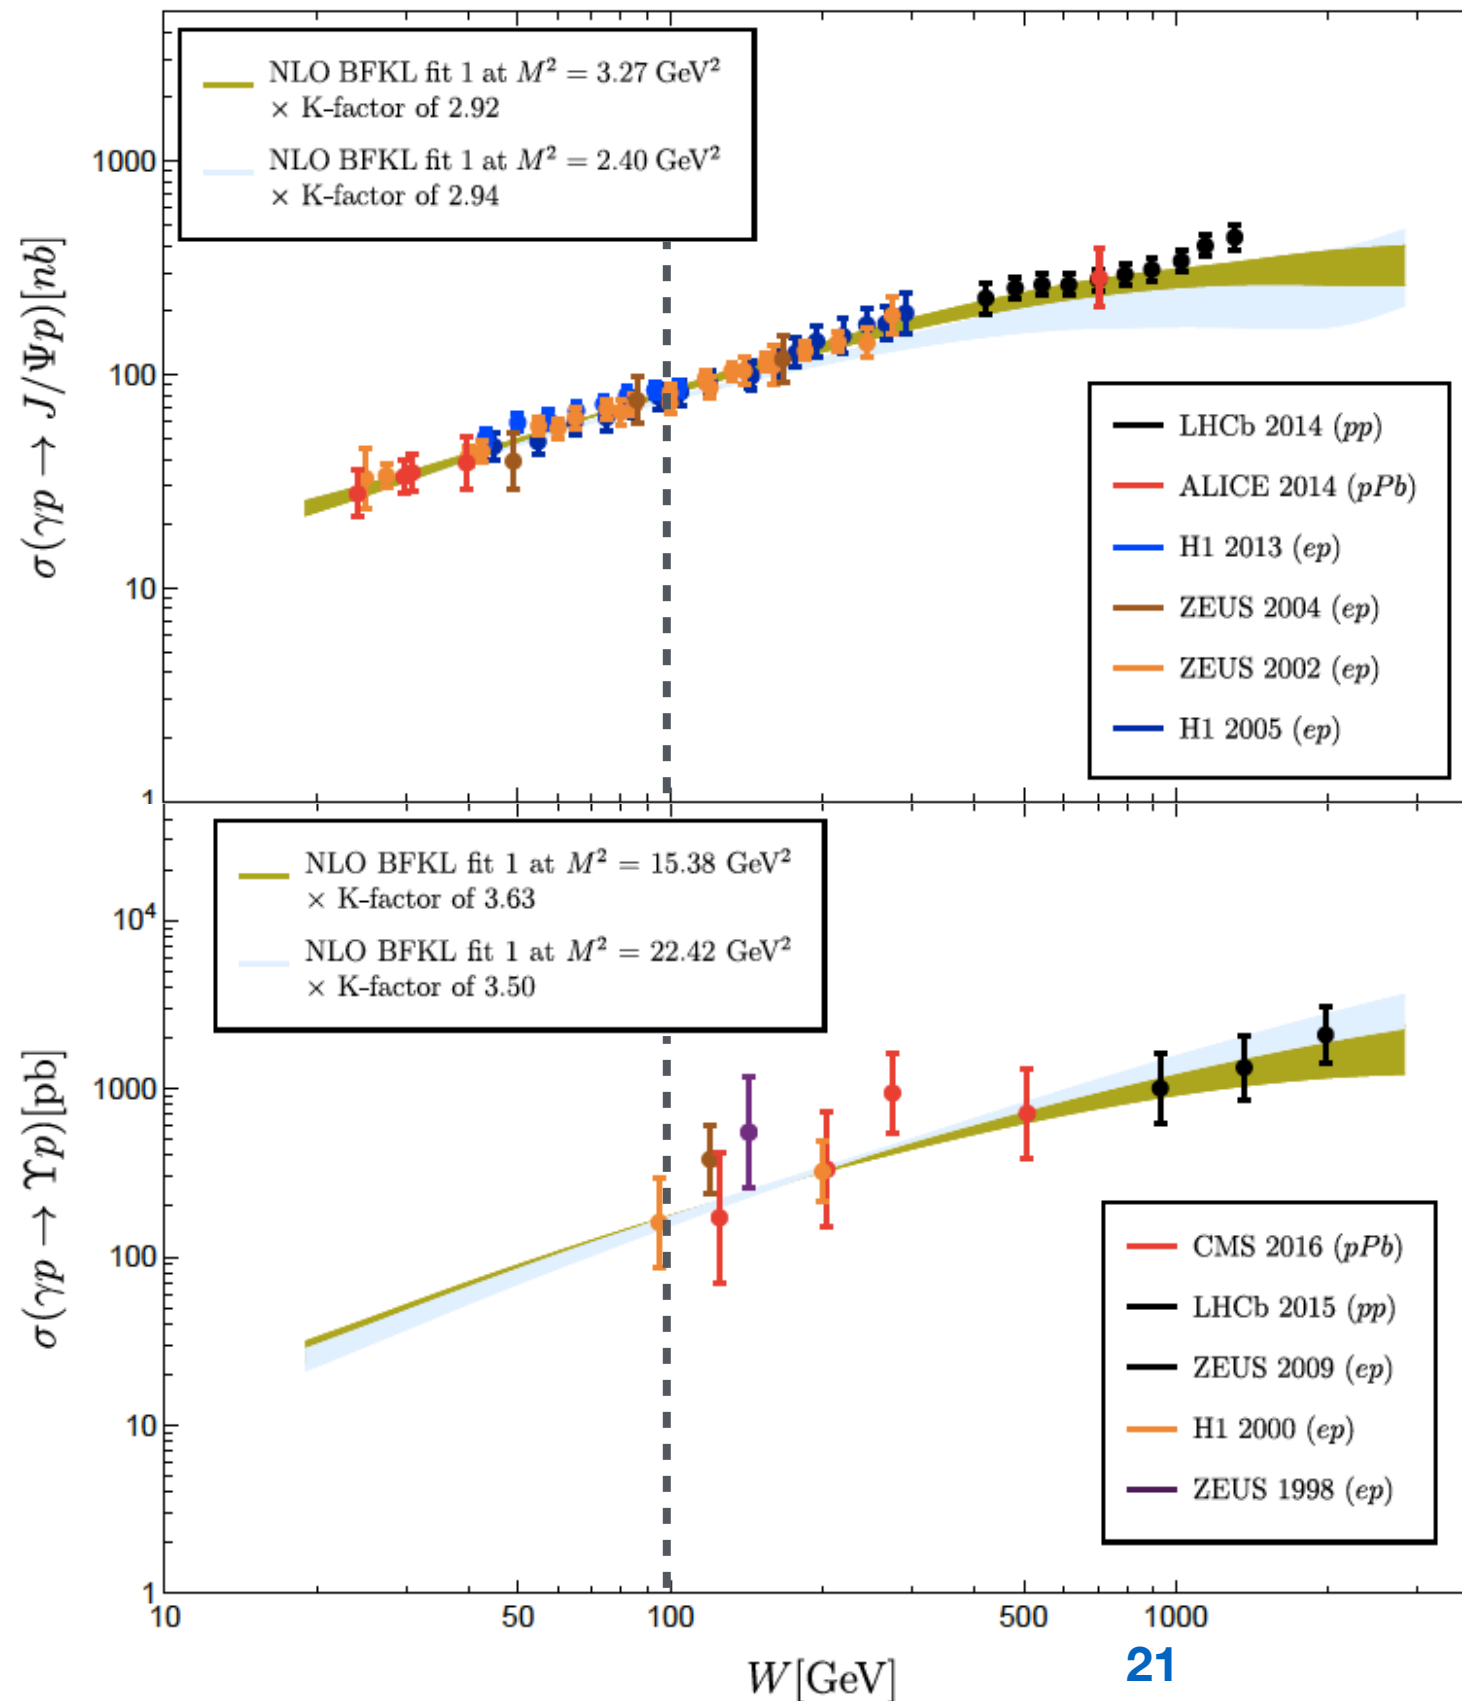 NLO BFKL fit 1 at M² = 3.27 GeV²
× K-factor of 2.92
NLO BFKL fit 1 at M² = 2.40 GeV²
× K-factor of 2.94
σ(γp → J/Ψp)[nb]
1000
100
10
1
LHCb 2014 (pp)
ALICE 2014 (pPb)
H1 2013 (ep)
ZEUS 2004 (ep)
ZEUS 2002 (ep)
H1 2005 (ep)
NLO BFKL fit 1 at M² = 15.38 GeV²
× K-factor of 3.63
NLO BFKL fit 1 at M² = 22.42 GeV²
× K-factor of 3.50
σ(γp → Υp)[pb]
10⁴
1000
100
10
1
CMS 2016 (pPb)
LHCb 2015 (pp)
ZEUS 2009 (ep)
H1 2000 (ep)
ZEUS 1998 (ep)
10 50 100 500 1000
W[GeV]
21